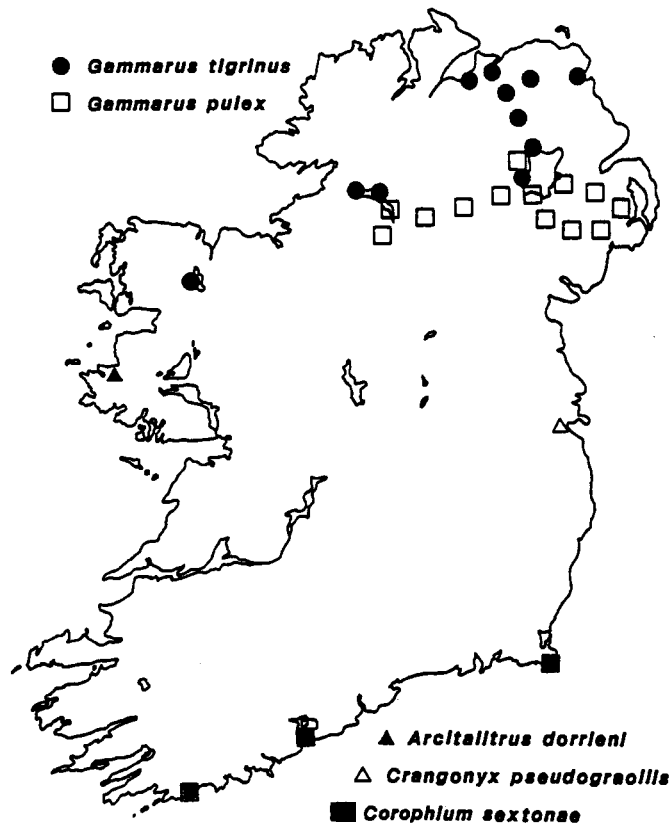 Gammarus tigrinus
Gammarus pulex
Arcitalitrus dorrieni
Crangonyx pseudogracilis
Corophium sextonae